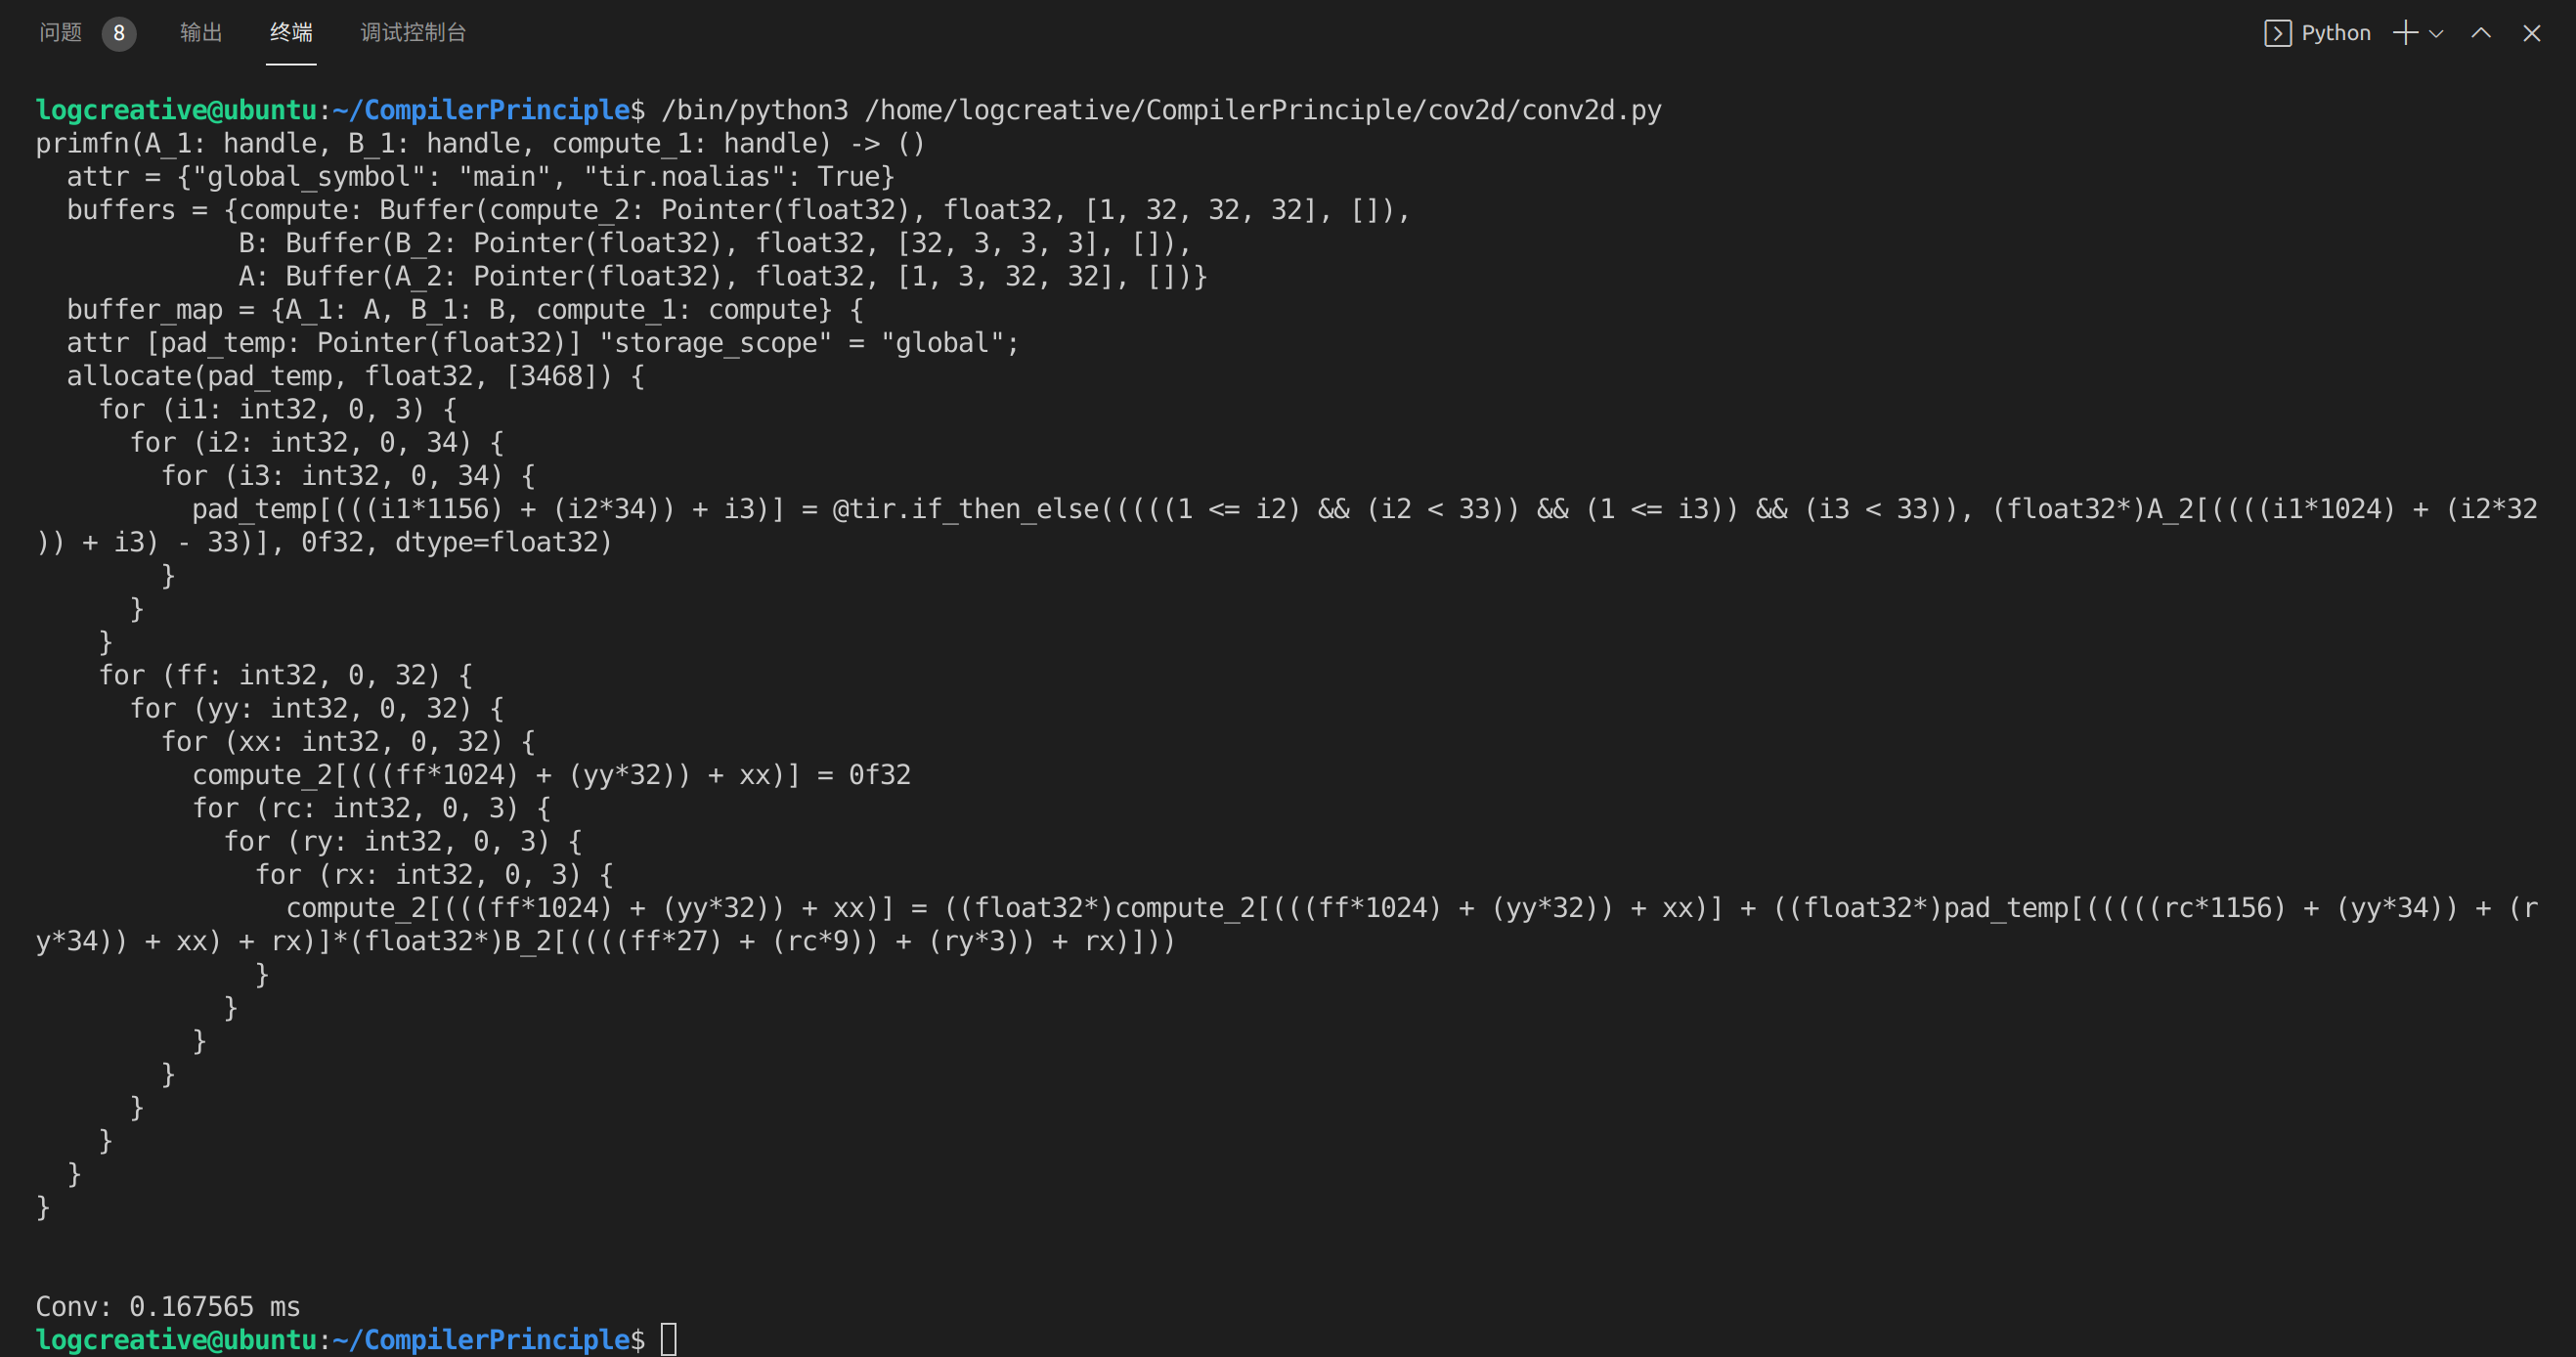 问题 8 输出 终端 调试控制台 Python
logcreative@ubuntu:~/CompilerPrinciple$ /bin/python3 /home/logcreative/CompilerPrinciple/cov2d/conv2d.py
primfn(A_1: handle, B_1: handle, compute_1: handle) -> ()
  attr = {"global_symbol": "main", "tir.noalias": True}
  buffers = {compute: Buffer(compute_2: Pointer(float32), float32, [1, 32, 32, 32], []),
             B: Buffer(B_2: Pointer(float32), float32, [32, 3, 3, 3], []),
             A: Buffer(A_2: Pointer(float32), float32, [1, 3, 32, 32], [])}
  buffer_map = {A_1: A, B_1: B, compute_1: compute} {
  attr [pad_temp: Pointer(float32)] "storage_scope" = "global";
  allocate(pad_temp, float32, [3468]) {
    for (i1: int32, 0, 3) {
      for (i2: int32, 0, 34) {
        for (i3: int32, 0, 34) {
          pad_temp[(((i1*1156) + (i2*34)) + i3)] = @tir.if_then_else(((((1 <= i2) && (i2 < 33)) && (1 <= i3)) && (i3 < 33)), (float32*)A_2[((((i1*1024) + (i2*32
)) + i3) - 33)], 0f32, dtype=float32)
        }
      }
    }
    for (ff: int32, 0, 32) {
      for (yy: int32, 0, 32) {
        for (xx: int32, 0, 32) {
          compute_2[(((ff*1024) + (yy*32)) + xx)] = 0f32
          for (rc: int32, 0, 3) {
            for (ry: int32, 0, 3) {
              for (rx: int32, 0, 3) {
                compute_2[(((ff*1024) + (yy*32)) + xx)] = ((float32*)compute_2[(((ff*1024) + (yy*32)) + xx)] + ((float32*)pad_temp[(((((rc*1156) + (yy*34)) + (r
y*34)) + xx) + rx)]*(float32*)B_2[((((ff*27) + (rc*9)) + (ry*3)) + rx)]))
              }
            }
          }
        }
      }
    }
  }
}
Conv: 0.167565 ms
logcreative@ubuntu:~/CompilerPrinciple$